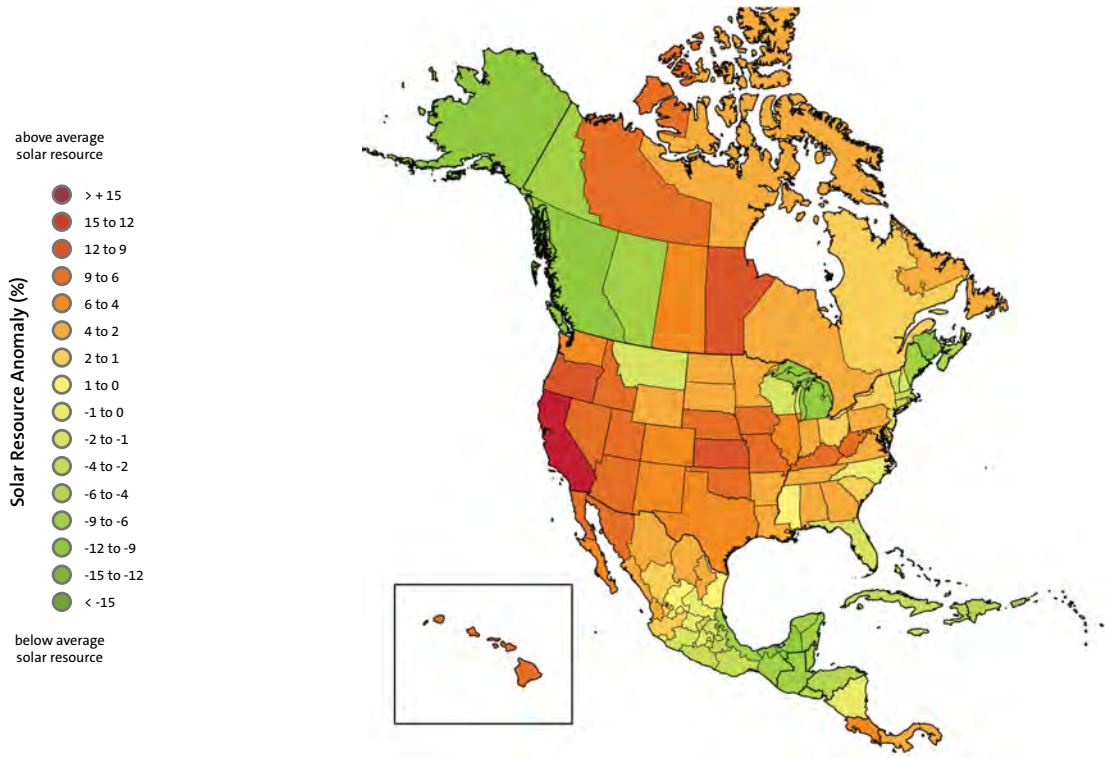 above average
solar resource
Solar Resource Anomaly (%)
> + 15
15 to 12
12 to 9
9 to 6
6 to 4
4 to 2
2 to 1
1 to 0
-1 to 0
-2 to -1
-4 to -2
-6 to -4
-9 to -6
-12 to -9
-15 to -12
< -15
below average
solar resource